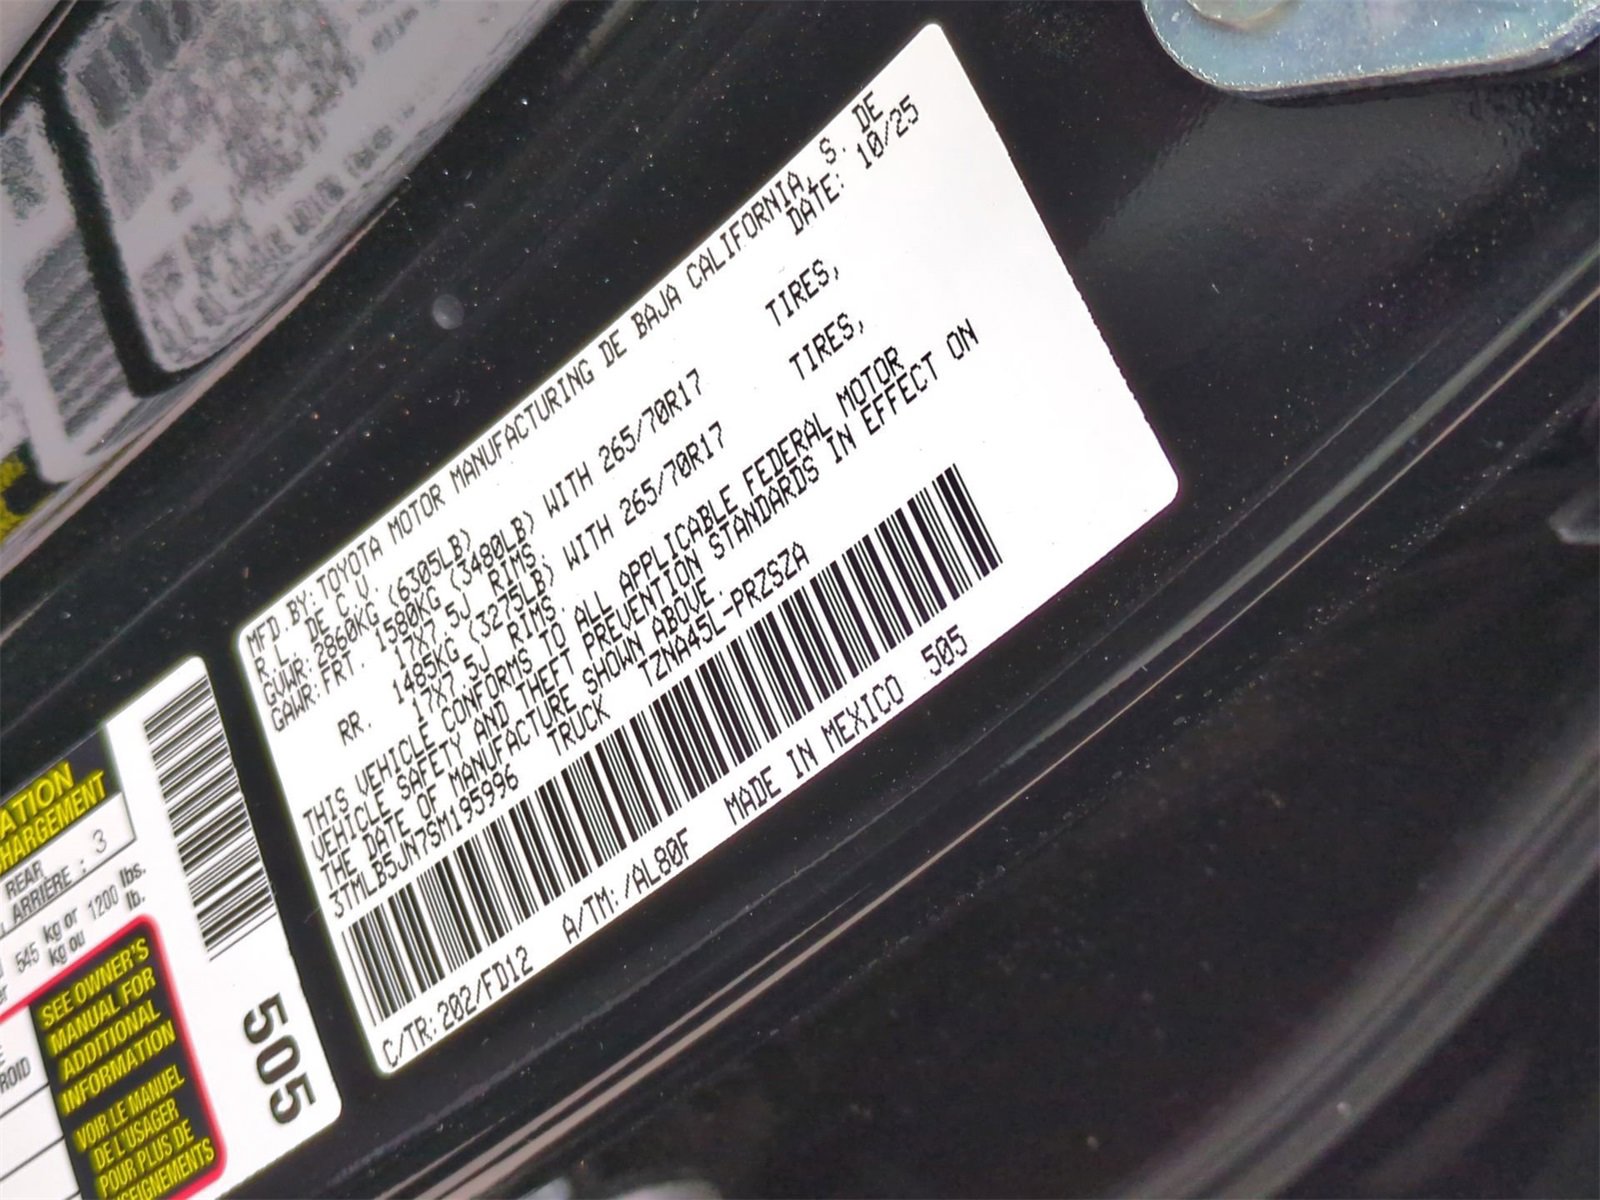 MFD.BY:TOYOTA MOTOR MANUFACTURING DE BAJA CALIFORNIA, S. DE
R.L. DE C.V. DATE: 10/25
GVWR:2860KG (6305LB)
GAWR:FRT. 1580KG (3480LB) WITH 265/70R17 TIRES,
17X7.5J RIMS,
RR. 1485KG (3275LB) WITH 265/70R17 TIRES,
17X7.5J RIMS.
THIS VEHICLE CONFORMS TO ALL APPLICABLE FEDERAL MOTOR
VEHICLE SAFETY AND THEFT PREVENTION STANDARDS IN EFFECT ON
THE DATE OF MANUFACTURE SHOWN ABOVE.
3TMLB5JN7SM195996 TRUCK TZNA45L-PRZSZA
C/TR:202/FD12 A/TM:/AL80F MADE IN MEXICO 505
ATION
HARGEMENT
REAR
ARRIÈRE : 3
545 kg or 1200 lbs.
kg ou lb.
SEE OWNER'S
MANUAL FOR
ADDITIONAL
INFORMATION
VOIR LE MANUEL
DE L'USAGER
POUR PLUS DE
SEIGNEMENTS
ROID
505